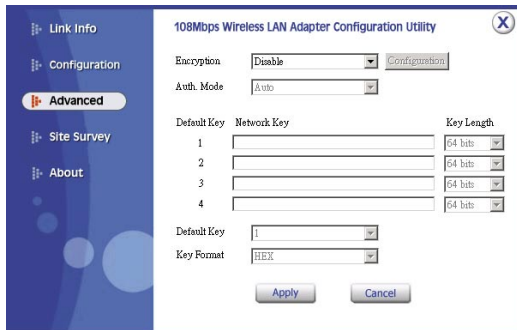 Link Info
Configuration
Advanced
Site Survey
About
108Mbps Wireless LAN Adapter Configuration Utility
X
Encryption Disable Configuration
Auth. Mode Auto
Default Key Network Key Key Length
1 64 bits
2 64 bits
3 64 bits
4 64 bits
Default Key 1
Key Format HEX
Apply Cancel